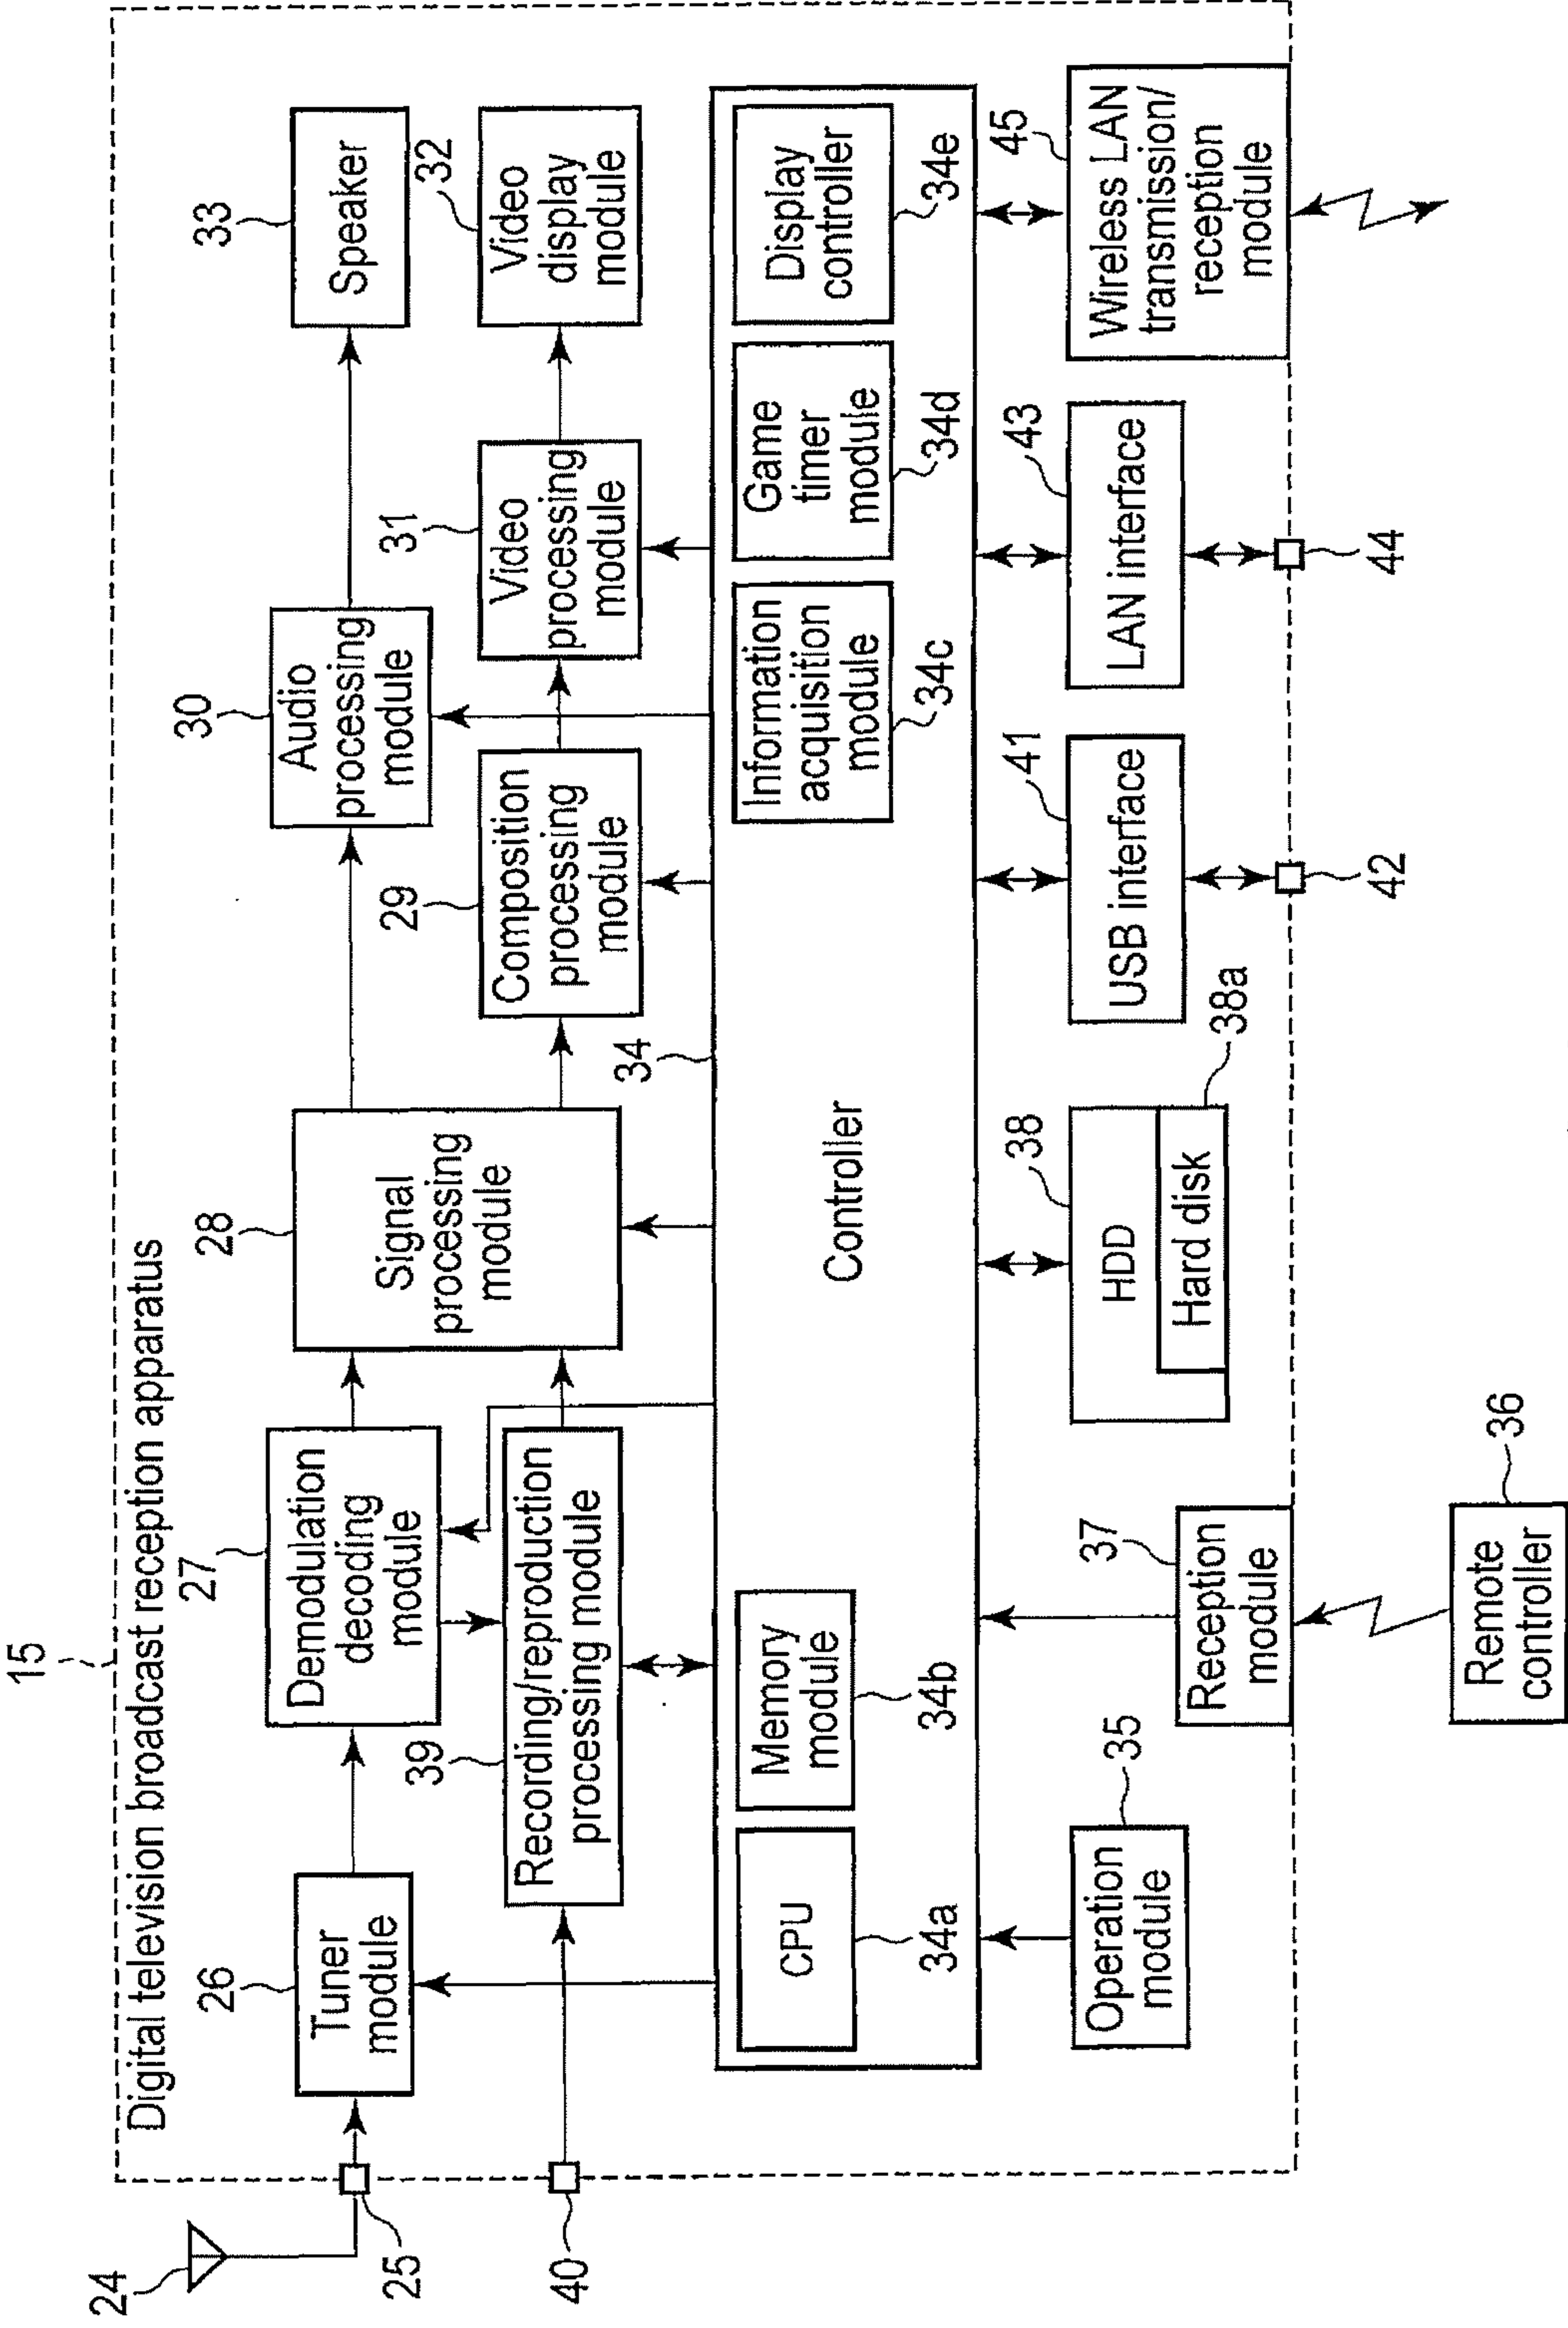 15
Digital television broadcast reception apparatus
24
25
26
Tuner
module
27
Demodulation
decoding
module
28
Signal
processing
module
30
Audio
processing
module
33
Speaker
40
39
Recording/reproduction
processing module
29
Composition
processing
module
31
Video
processing
module
32
Video
display
module
34
Controller
CPU
34a
Memory
module
34b
Information
acquisition
module
34c
Game
timer
module
34d
Display
controller
34e
35
Operation
module
37
Reception
module
36
Remote
controller
38
HDD
Hard disk
38a
41
USB interface
42
43
LAN interface
44
45
Wireless LAN
transmission/
reception
module